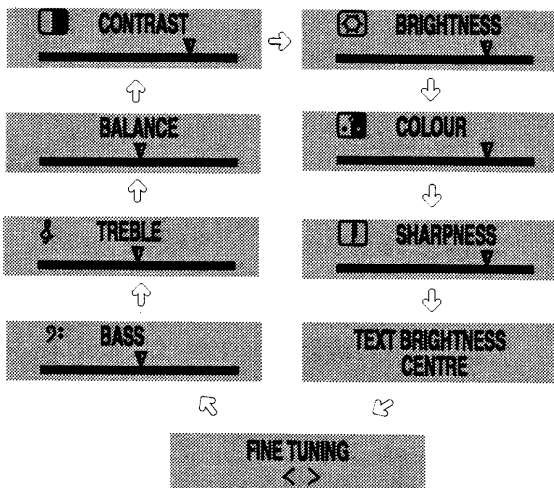 CONTRAST
BRIGHTNESS
BALANCE
COLOUR
TREBLE
SHARPNESS
BASS
TEXT BRIGHTNESS
CENTRE
FINE TUNING
< >